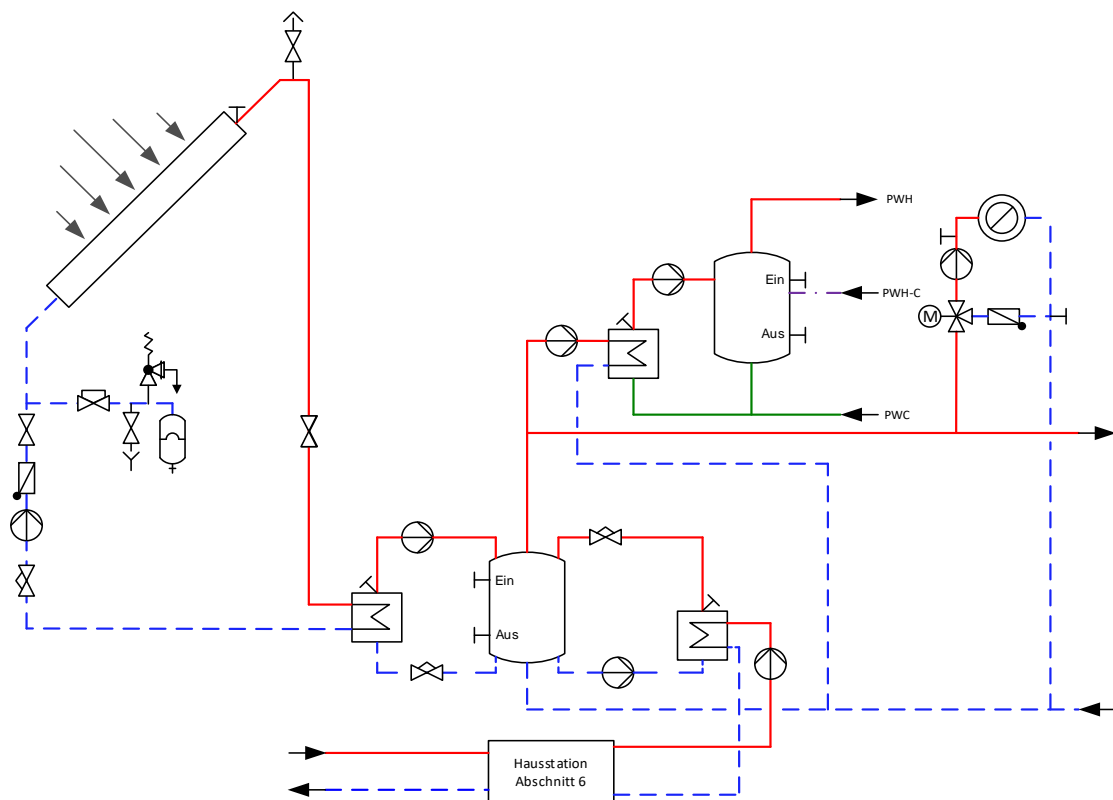 PWH
Ein
PWH-C
M
Aus
PWC
Ein
Aus
Hausstation
Abschnitt 6